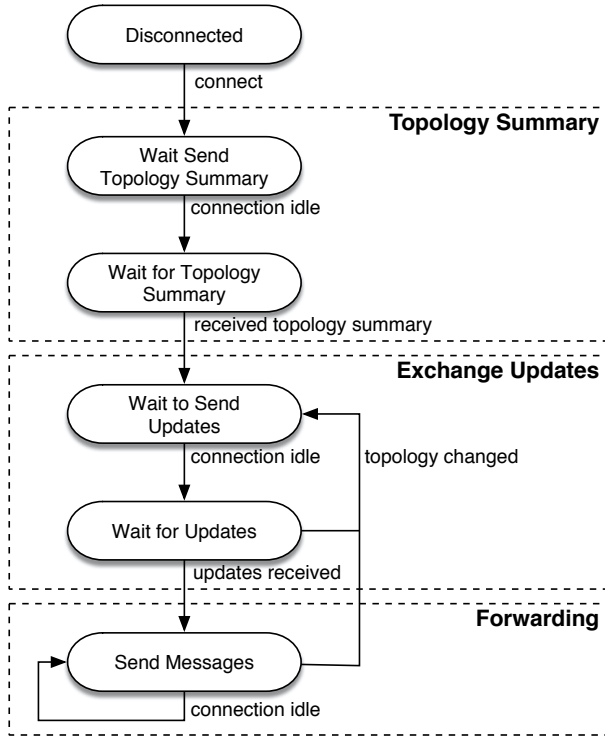 Disconnected
connect
Topology Summary
Wait Send
Topology Summary
connection idle
Wait for Topology
Summary
received topology summary
Exchange Updates
Wait to Send
Updates
connection idle
topology changed
Wait for Updates
updates received
Forwarding
Send Messages
connection idle